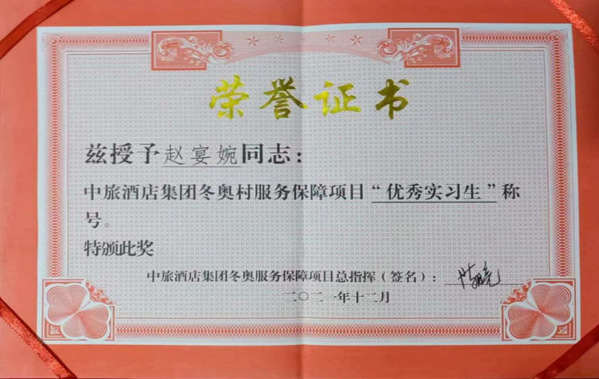 荣誉证书
兹授予赵宴婉同志：
中旅酒店集团冬奥村服务保障项目“优秀实习生”称
号。
特颁此奖
中旅酒店集团冬奥服务保障项目总指挥（签名）：
二〇二一年十二月